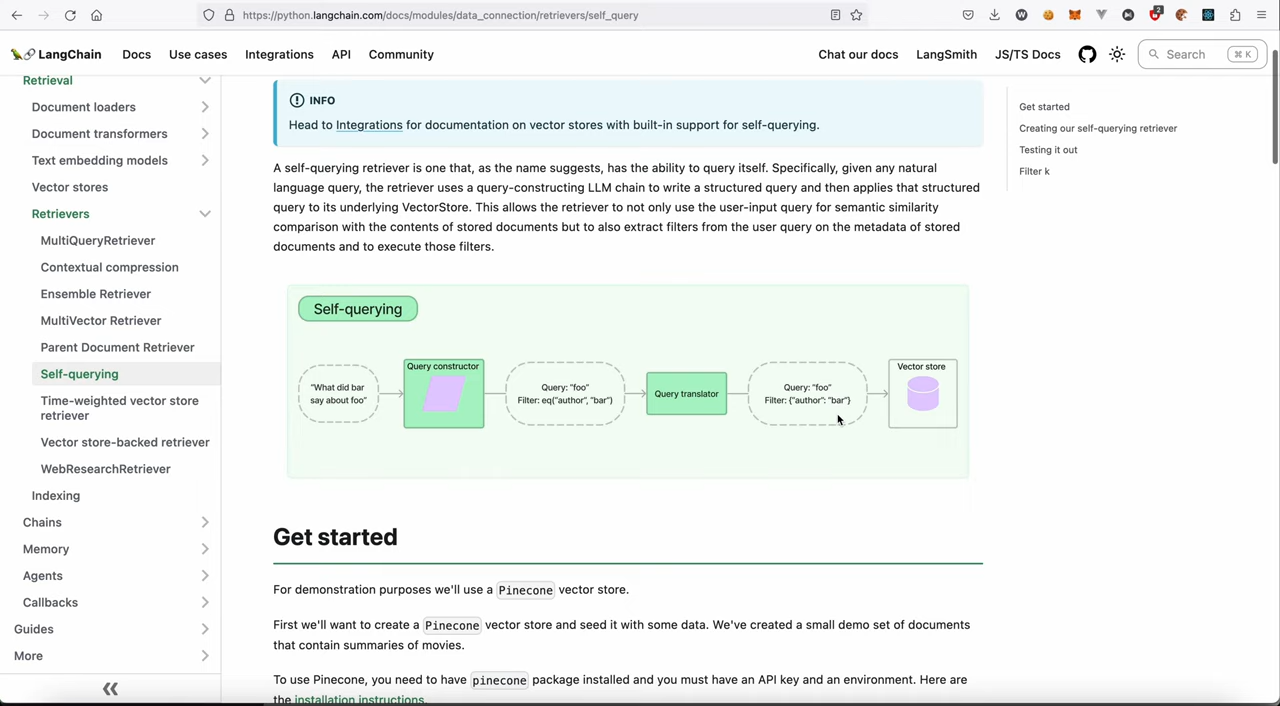 https://python.langchain.com/docs/modules/data_connection/retrievers/self_query
2
LangChain
Docs
Use cases
Integrations
API
Community
Chat our docs
LangSmith
JS/TS Docs
Search
⌘ K
Retrieval
Document loaders
Document transformers
Text embedding models
Vector stores
Retrievers
MultiQueryRetriever
Contextual compression
Ensemble Retriever
MultiVector Retriever
Parent Document Retriever
Self-querying
Time-weighted vector store
retriever
Vector store-backed retriever
WebResearchRetriever
Indexing
Chains
Memory
Agents
Callbacks
Guides
More
INFO
Head to Integrations for documentation on vector stores with built-in support for self-querying.
A self-querying retriever is one that, as the name suggests, has the ability to query itself. Specifically, given any natural
language query, the retriever uses a query-constructing LLM chain to write a structured query and then applies that structured
query to its underlying VectorStore. This allows the retriever to not only use the user-input query for semantic similarity
comparison with the contents of stored documents but to also extract filters from the user query on the metadata of stored
documents and to execute those filters.
Self-querying
"What did bar
say about foo"
Query constructor
Query: "foo"
Filter: eq("author", "bar")
Query translator
Query: "foo"
Filter: {"author": "bar"}
Vector store
Get started
For demonstration purposes we'll use a Pinecone vector store.
First we'll want to create a Pinecone vector store and seed it with some data. We've created a small demo set of documents
that contain summaries of movies.
To use Pinecone, you need to have pinecone package installed and you must have an API key and an environment. Here are
the installation instructions.
Get started
Creating our self-querying retriever
Testing it out
Filter k